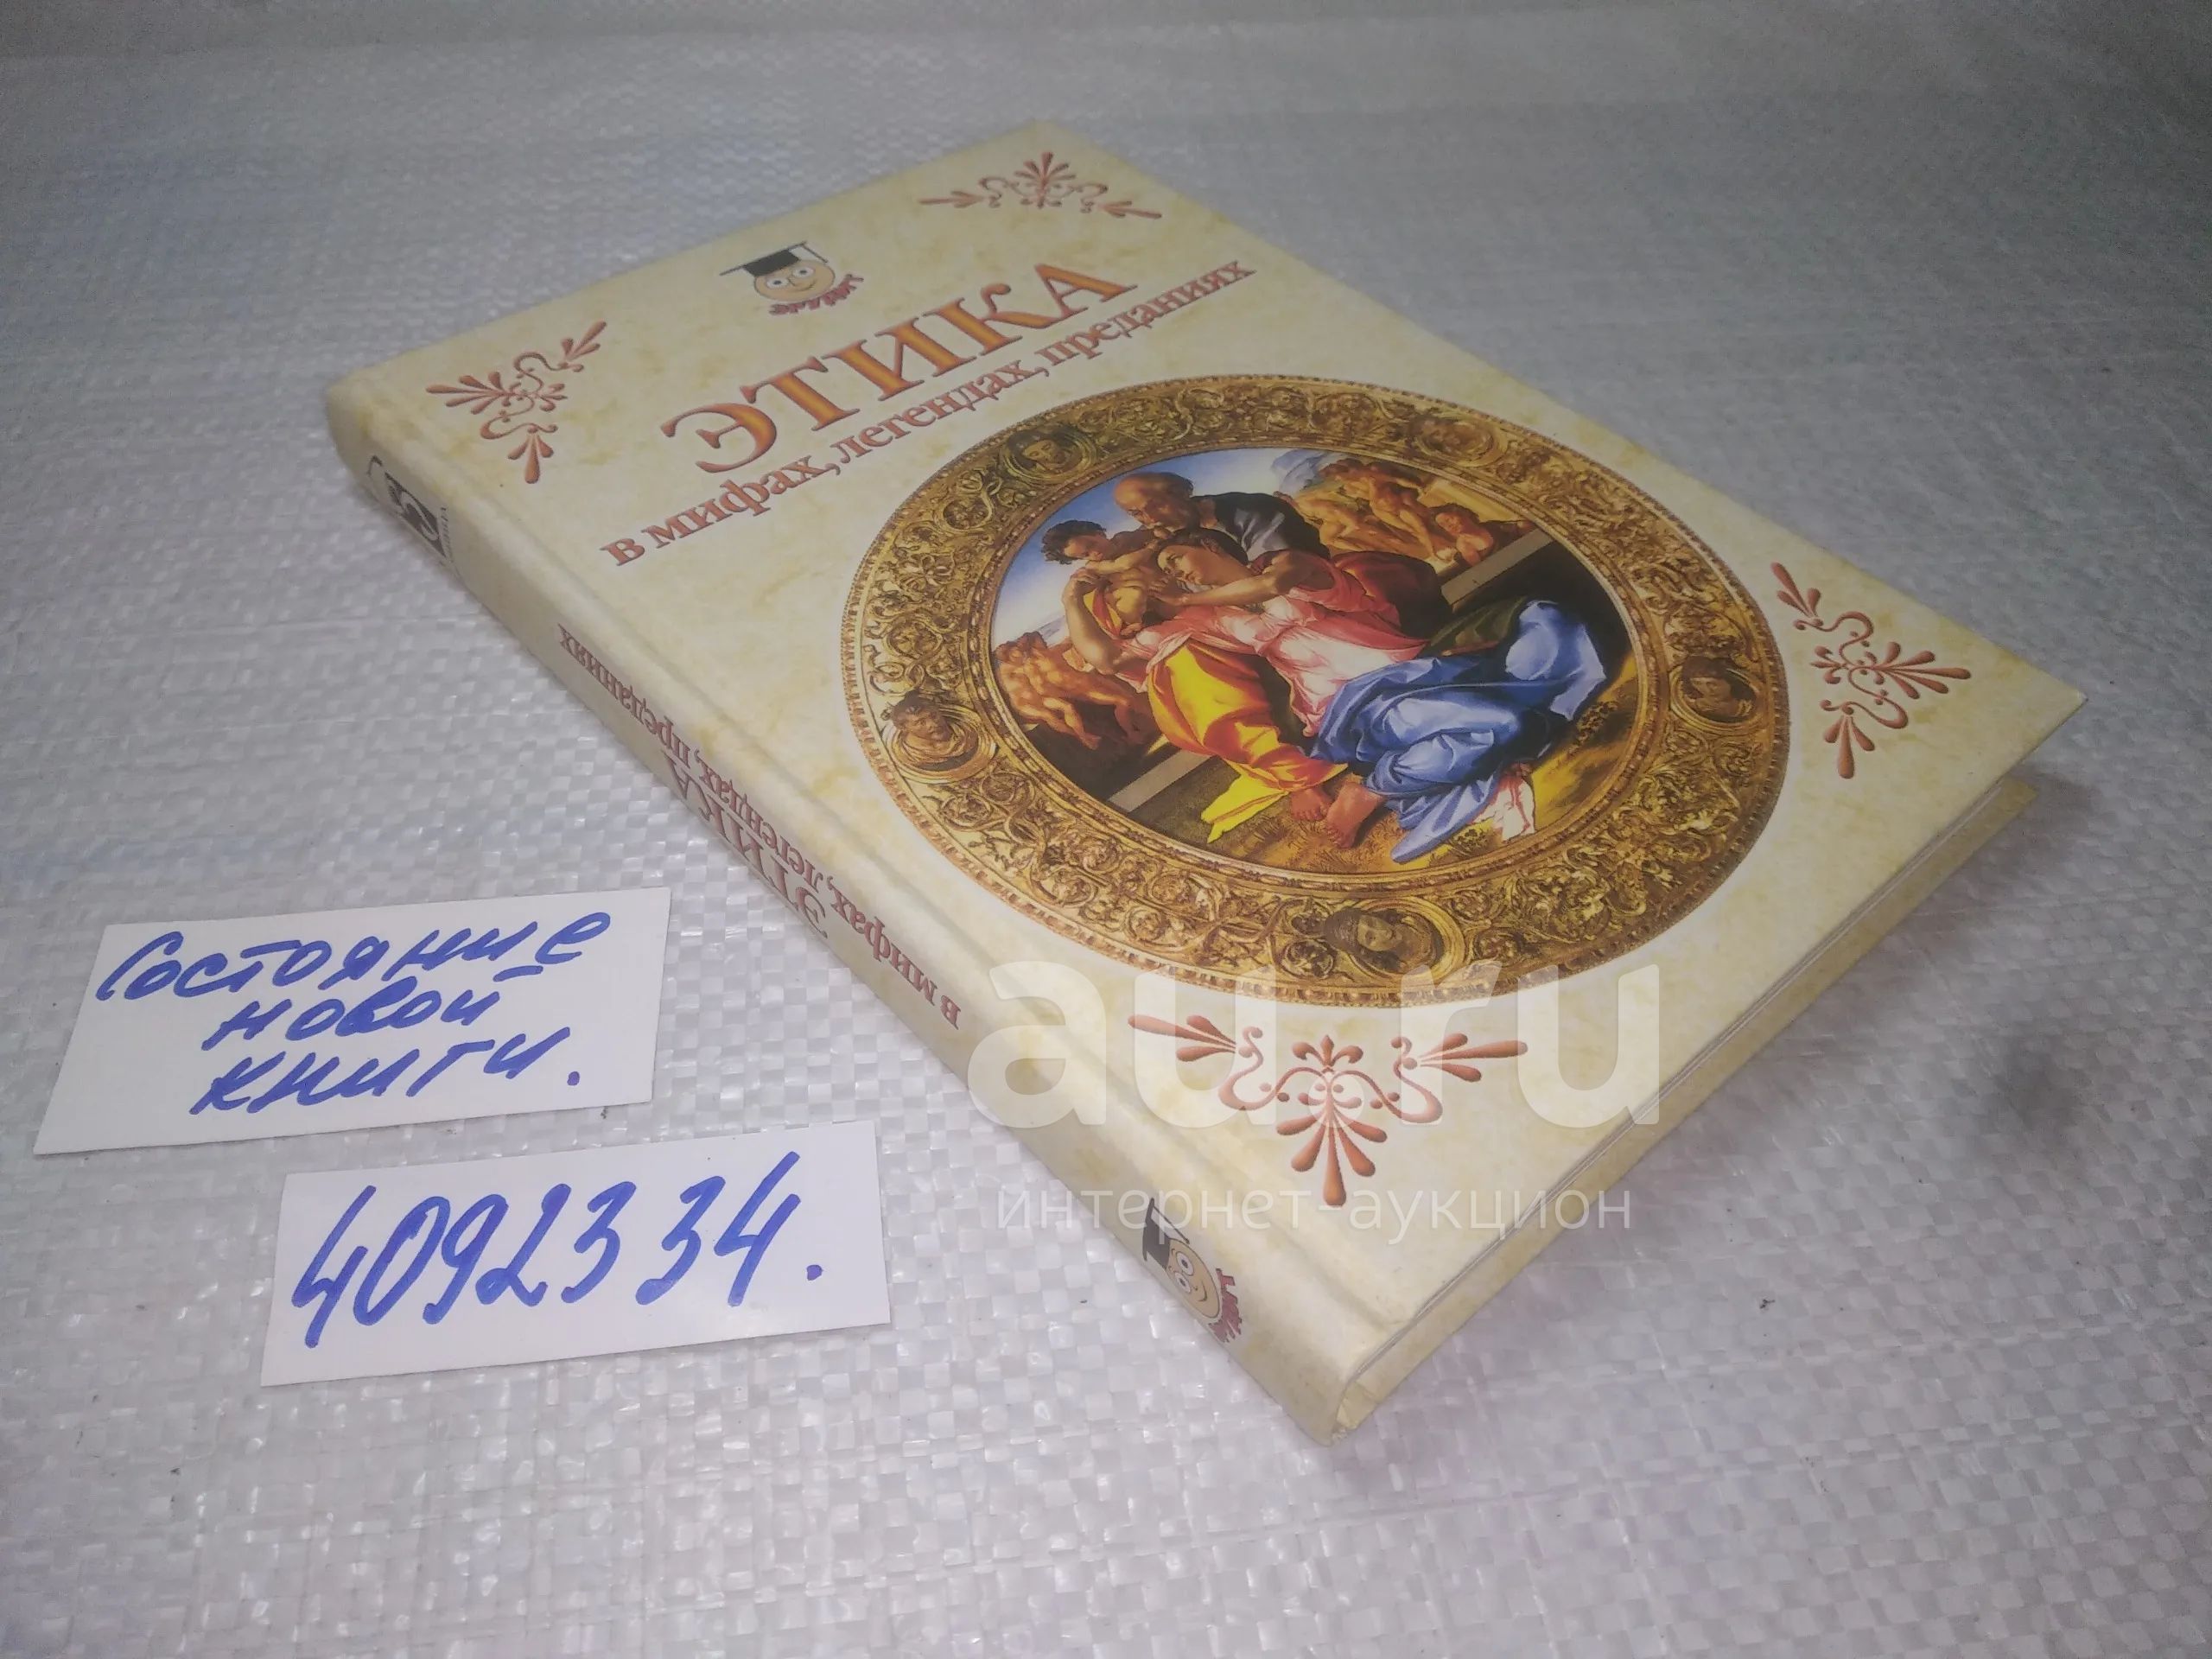 ЭТИКА
в мифах, легендах, преданиях
ЭТИКА
в мифах, легендах, преданиях
Состояние
новой
книги.
4092334.
au.ru
интернет-аукцион